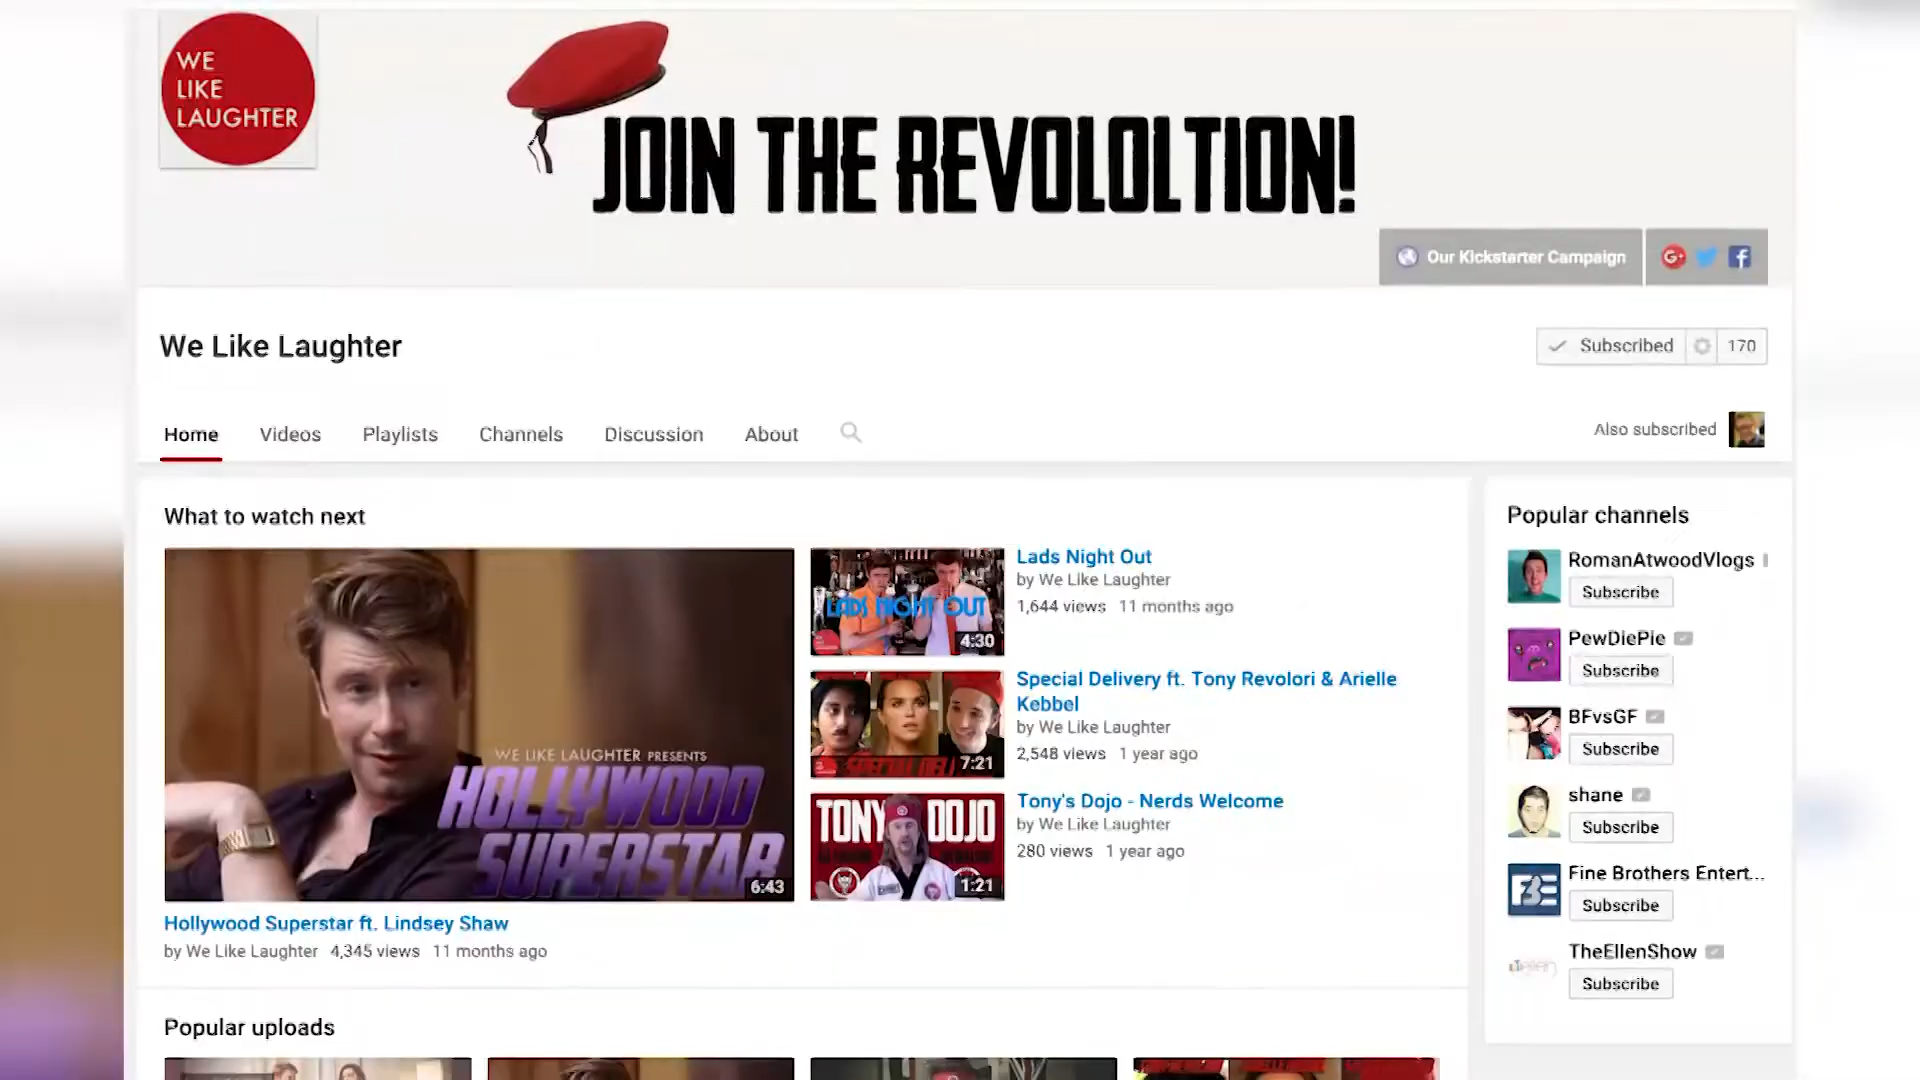 WE
LIKE
LAUGHTER
JOIN THE REVOLOLTION!
Our Kickstarter Campaign
We Like Laughter
Subscribed 170
Home Videos Playlists Channels Discussion About
Also subscribed
What to watch next
WE LIKE LAUGHTER PRESENTS
HOLLYWOOD
SUPERSTAR
6:43
Hollywood Superstar ft. Lindsey Shaw
by We Like Laughter 4,345 views 11 months ago
LADS NIGHT OUT
4:30
Lads Night Out
by We Like Laughter
1,644 views 11 months ago
SPECIAL
7:21
Special Delivery ft. Tony Revolori & Arielle
Kebbel
by We Like Laughter
2,548 views 1 year ago
TONY DOJO
1:21
Tony's Dojo - Nerds Welcome
by We Like Laughter
280 views 1 year ago
Popular channels
RomanAtwoodVlogs
Subscribe
PewDiePie
Subscribe
BFvsGF
Subscribe
shane
Subscribe
FBE
Fine Brothers Entert...
Subscribe
TheEllenShow
Subscribe
Popular uploads